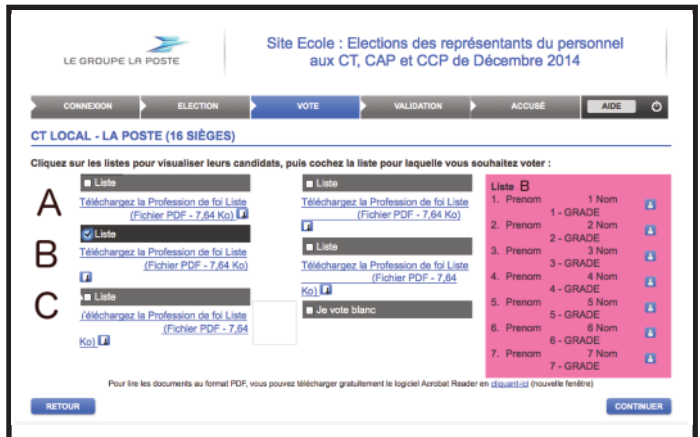 LE GROUPE LA POSTE
Site Ecole : Elections des représentants du personnel
aux CT, CAP et CCP de Décembre 2014
CONNEXION
ELECTION
VOTE
VALIDATION
ACCUSÉ
AIDE
CT LOCAL - LA POSTE (16 SIÈGES)
Cliquez sur les listes pour visualiser leurs candidats, puis cochez la liste pour laquelle vous souhaitez voter :
A
Liste
Téléchargez la Profession de foi Liste
(Fichier PDF - 7,64 Ko)
B
Liste
Téléchargez la Profession de foi Liste
(Fichier PDF - 7,64 Ko)
C
Liste
Téléchargez la Profession de foi Liste
(Fichier PDF - 7,64
Ko)
Liste
Téléchargez la Profession de foi Liste
(Fichier PDF - 7,64 Ko)
Liste
Téléchargez la Profession de foi Liste
(Fichier PDF - 7,64
Ko)
Je vote blanc
Liste B
1. Prenom 1 Nom
1 - GRADE
2. Prenom 2 Nom
2 - GRADE
3. Prenom 3 Nom
3 - GRADE
4. Prenom 4 Nom
4 - GRADE
5. Prenom 5 Nom
5 - GRADE
6. Prenom 6 Nom
6 - GRADE
7. Prenom 7 Nom
7 - GRADE
Pour lire les documents au format PDF, vous pouvez télécharger gratuitement le logiciel Acrobat Reader en cliquant-ici (nouvelle fenêtre)
RETOUR
CONTINUER